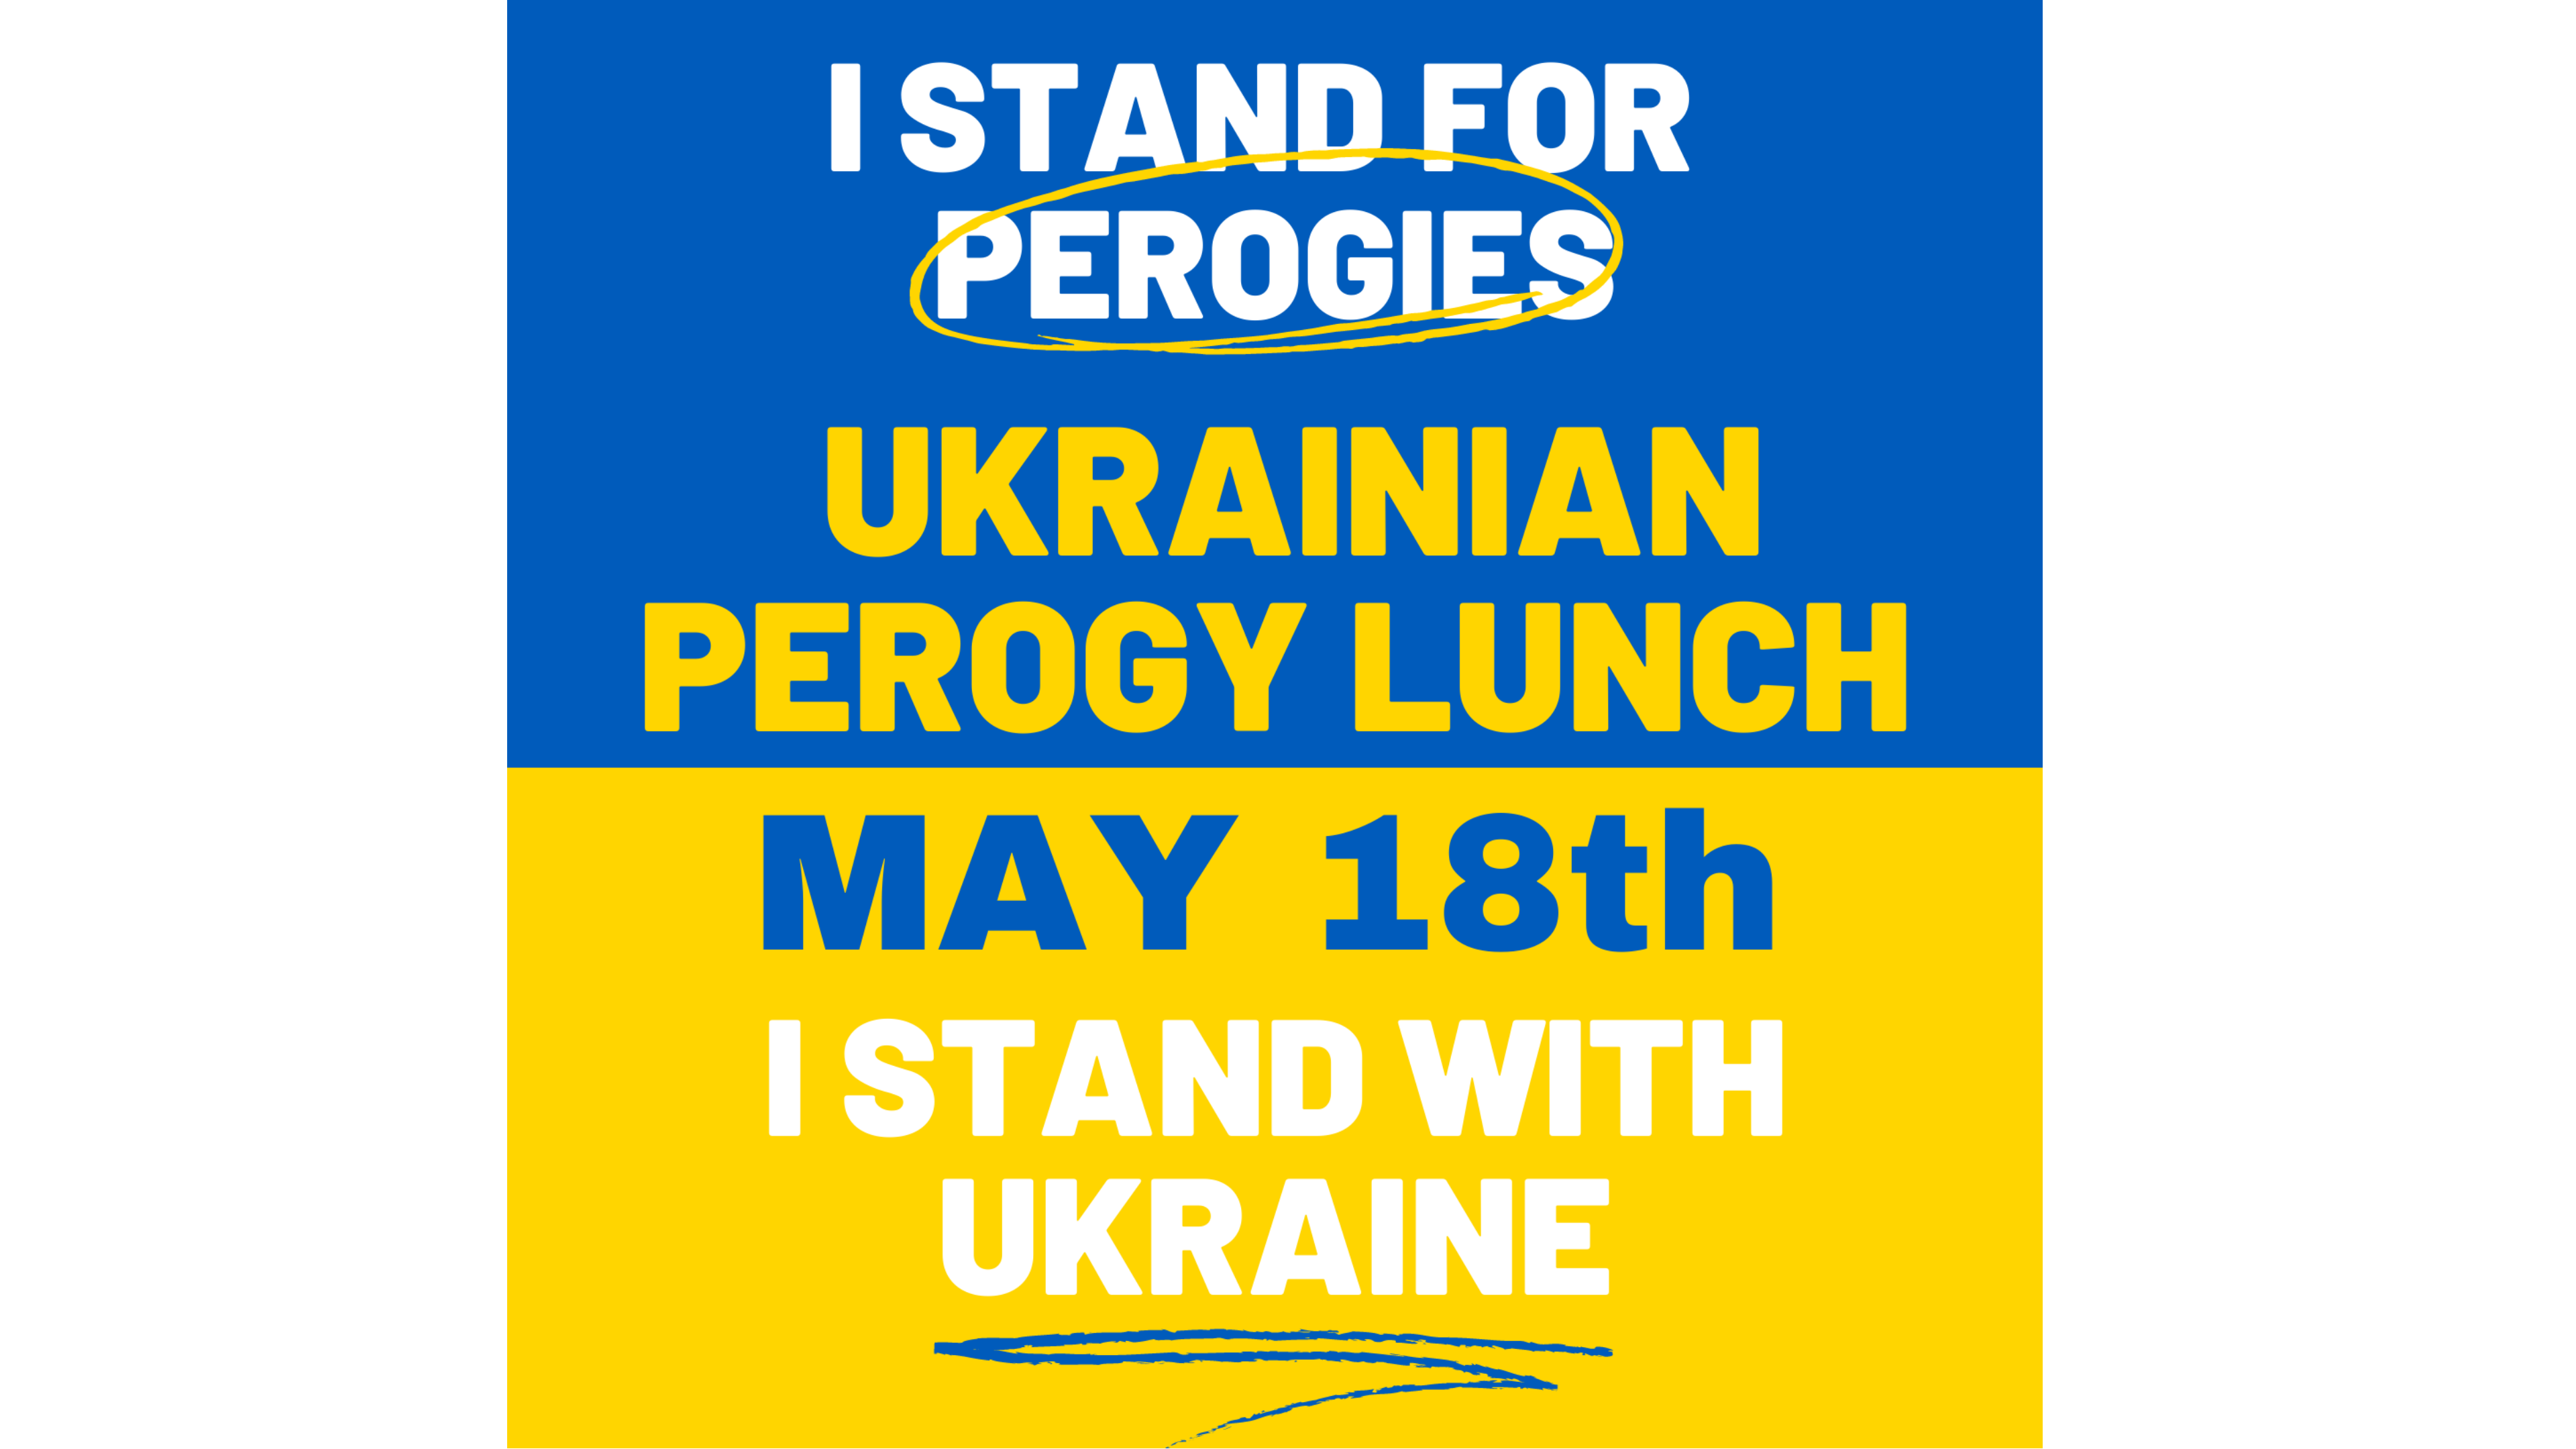 I STAND FOR
PEROGIES
UKRAINIAN
PEROGY LUNCH
MAY 18th
I STAND WITH
UKRAINE